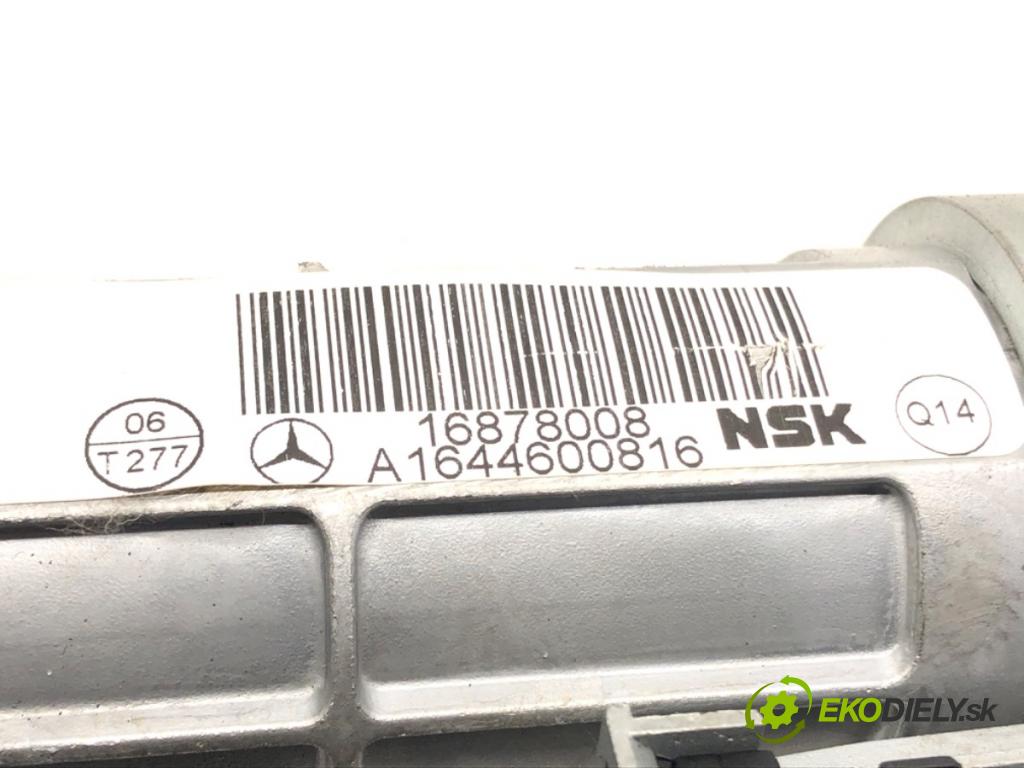 06
T277
16878008
A1644600816
NSK
Q14
EKODIELY.sk